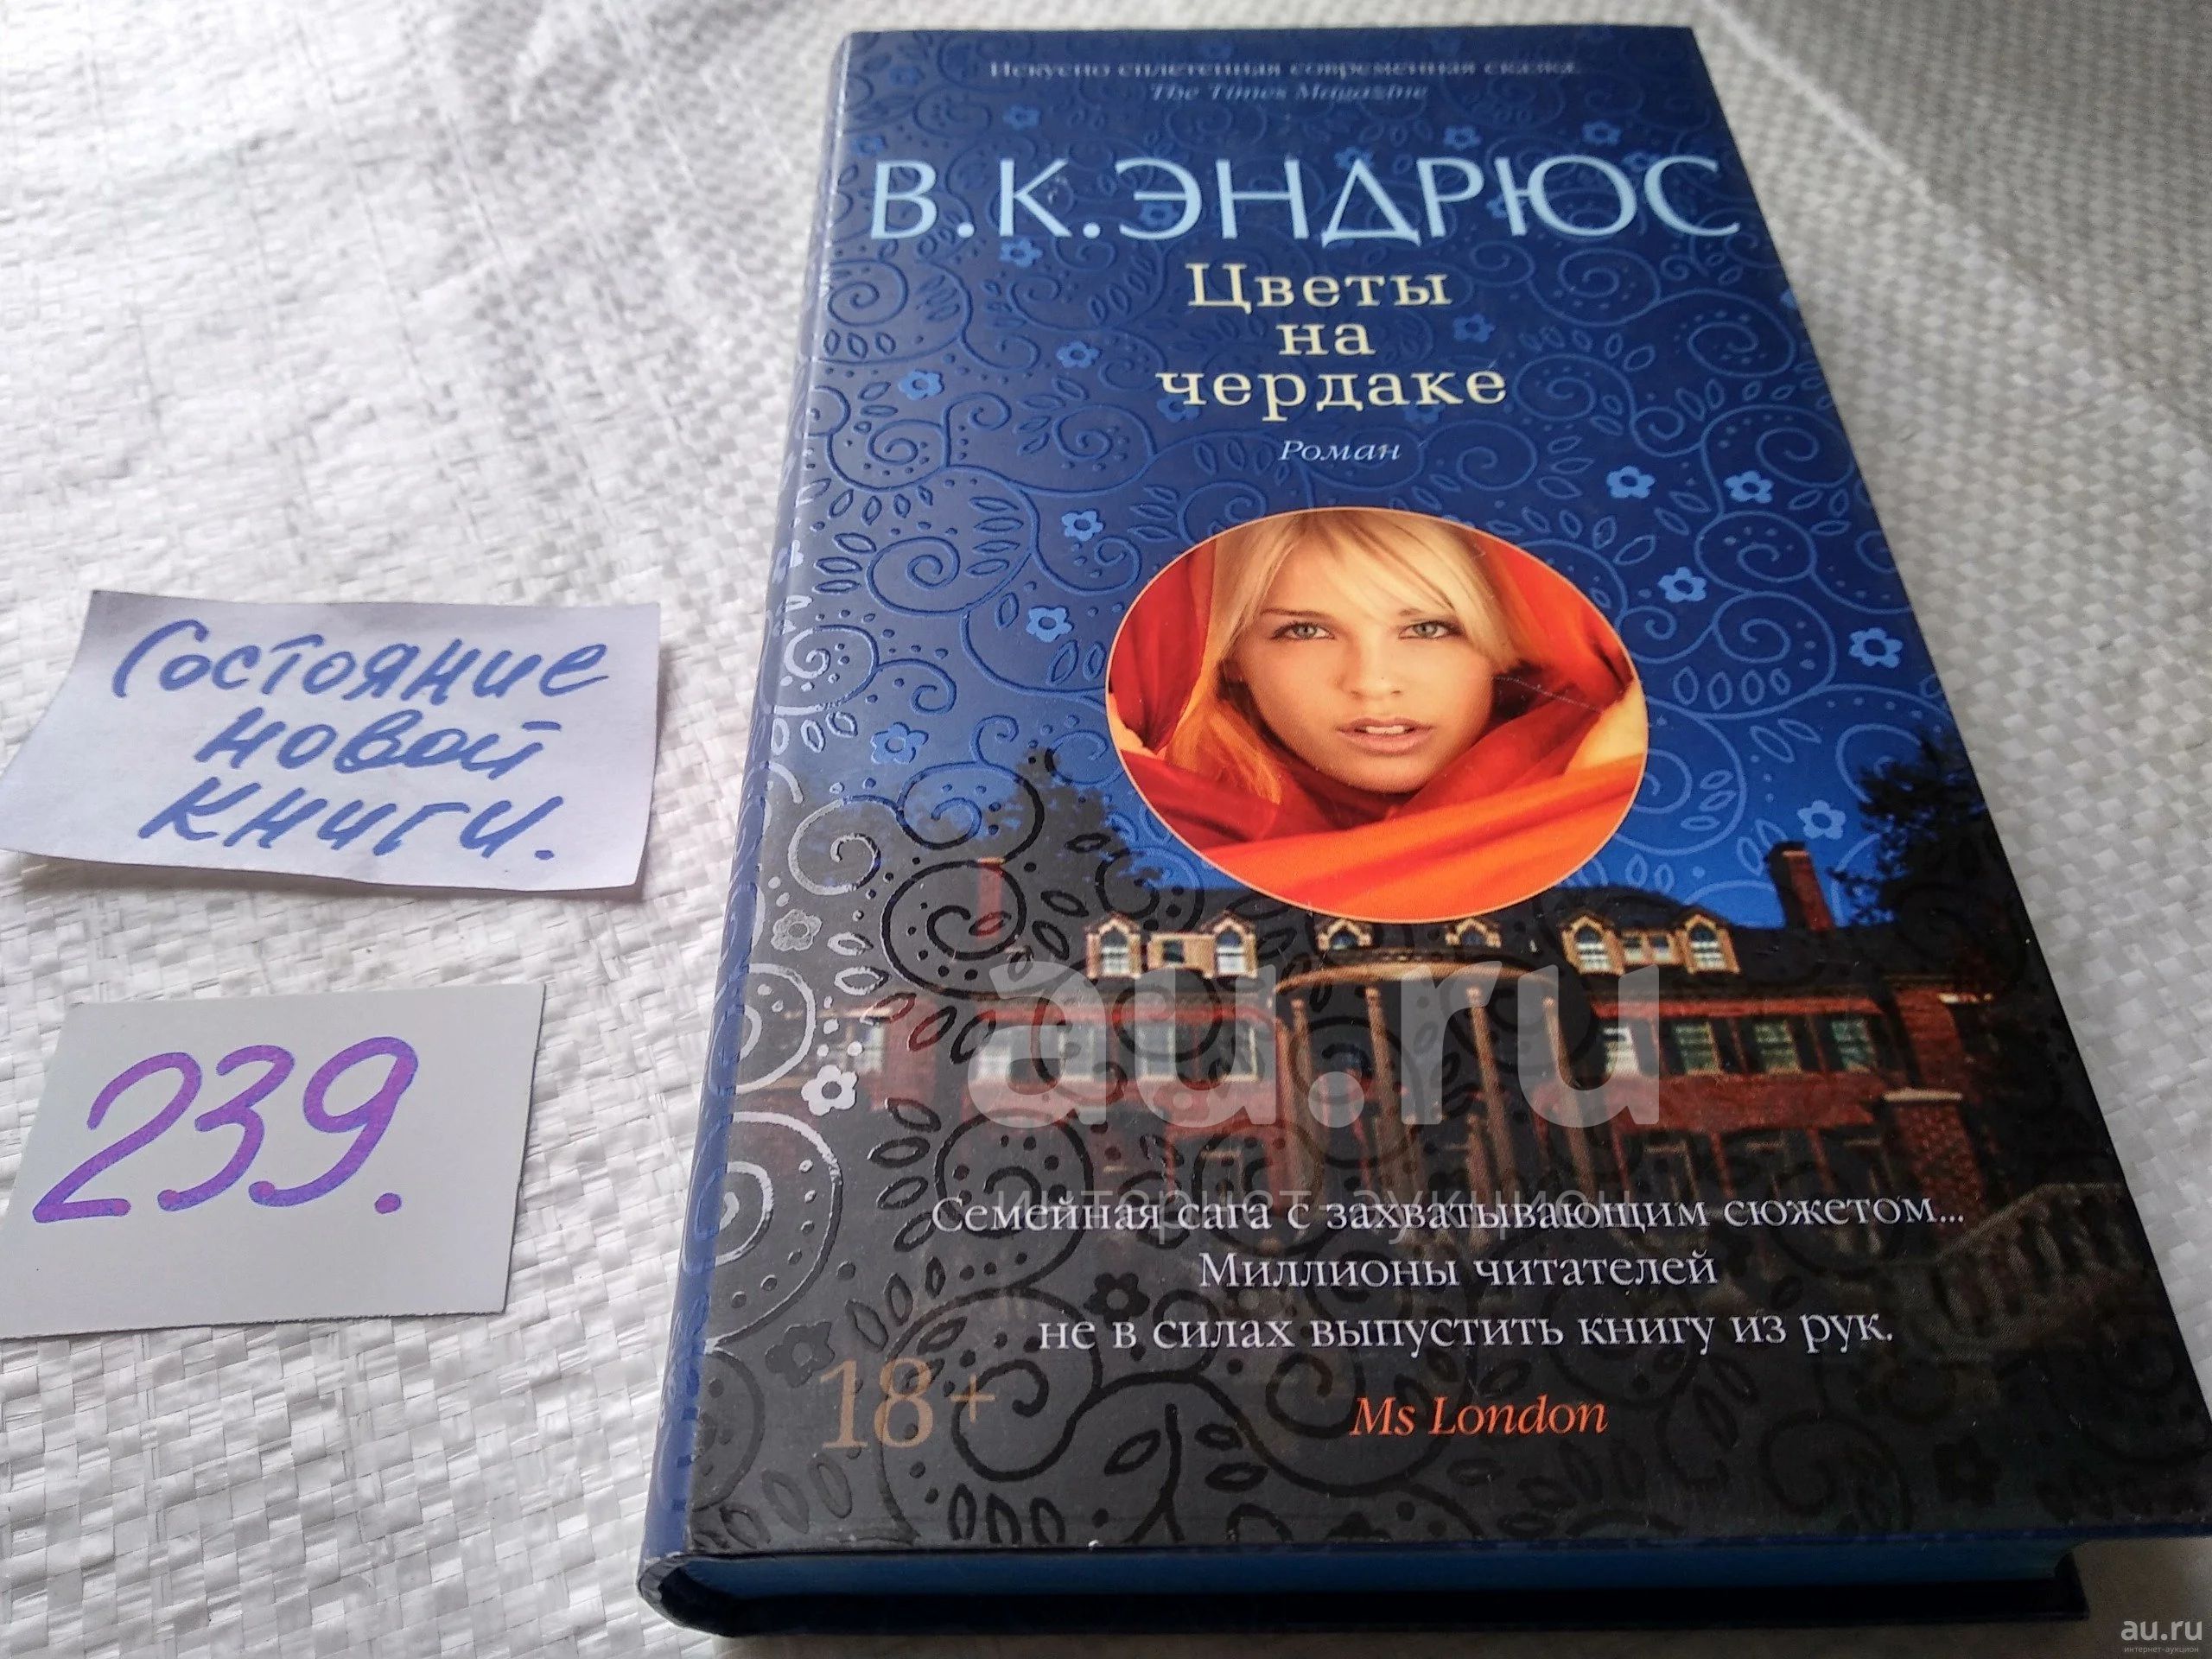 Искусно сплетенная современная сказка.
The Times Magazine
В.К.ЭНДРЮС
Цветы
на
чердаке
Роман
Состояние
новой
книги.
239.
au.ru
интернет-аукцион
Семейная сага с захватывающим сюжетом...
Миллионы читателей
не в силах выпустить книгу из рук.
18+
Ms London
au.ru
интернет-аукцион